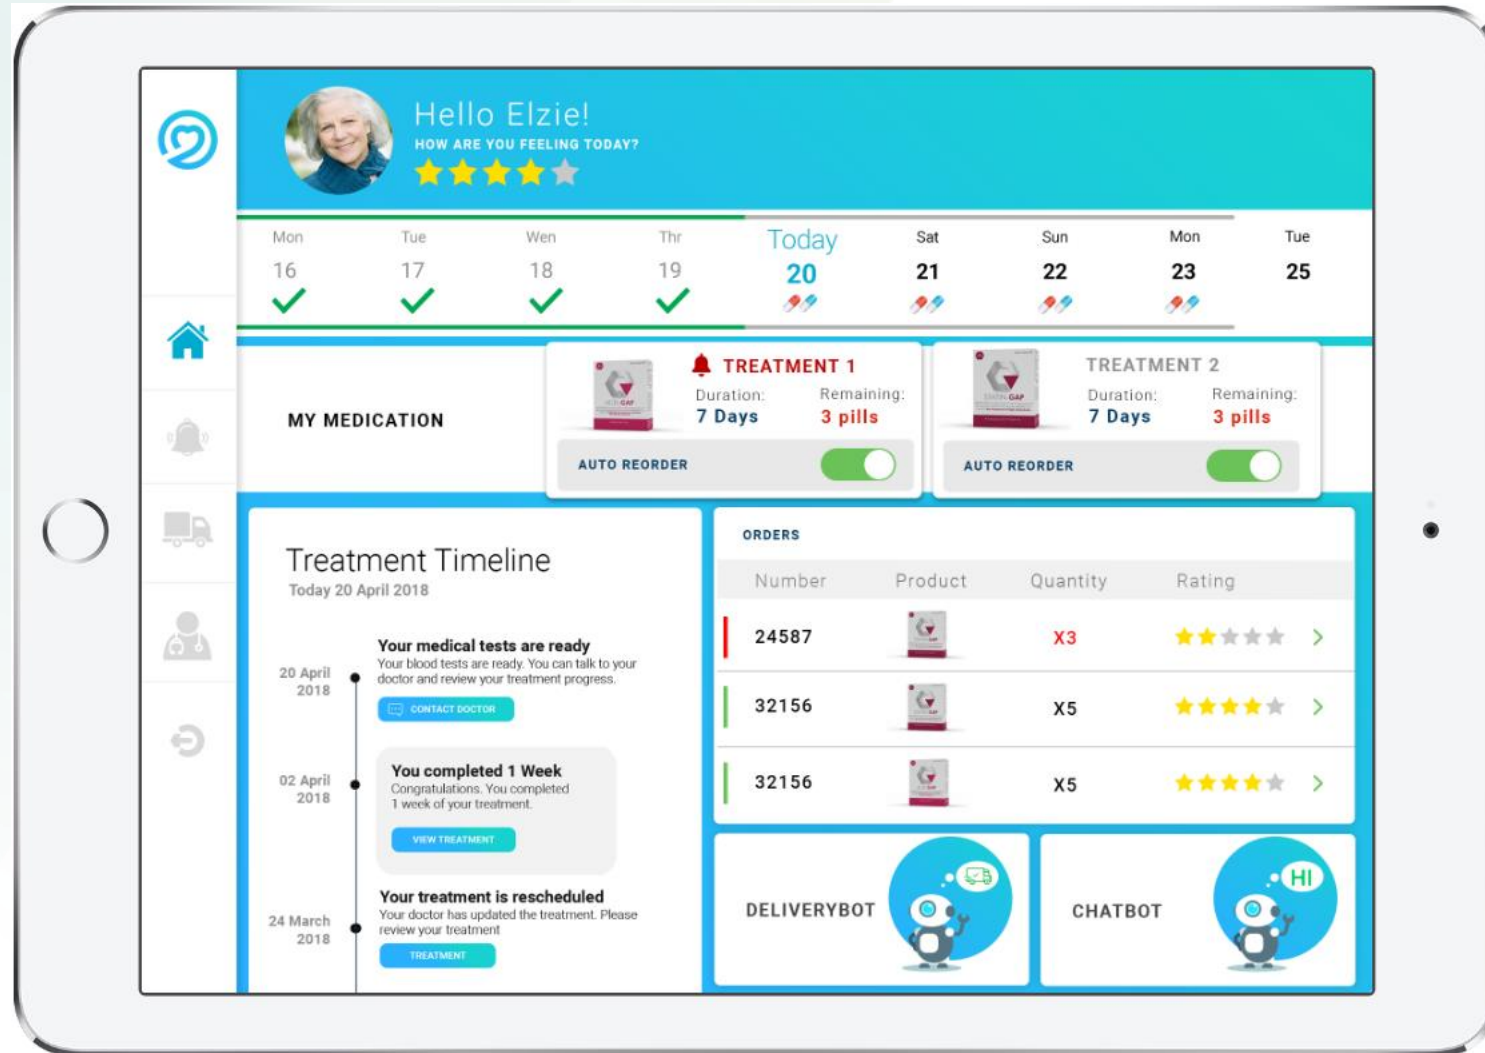 Hello Elzie!
HOW ARE YOU FEELING TODAY?
Mon Tue Wen Thr Today Sat Sun Mon Tue
16 17 18 19 20 21 22 23 25
MY MEDICATION
TREATMENT 1
Duration: Remaining:
7 Days 3 pills
AUTO REORDER
TREATMENT 2
Duration: Remaining:
7 Days 3 pills
AUTO REORDER
Treatment Timeline
Today 20 April 2018
20 April
2018
Your medical tests are ready
Your blood tests are ready. You can talk to your
doctor and review your treatment progress.
CONTACT DOCTOR
02 April
2018
You completed 1 Week
Congratulations. You completed
1 week of your treatment.
VIEW TREATMENT
24 March
2018
Your treatment is rescheduled
Your doctor has updated the treatment. Please
review your treatment
TREATMENT
ORDERS
Number Product Quantity Rating
24587 X3
32156 X5
32156 X5
DELIVERYBOT
CHATBOT
HI